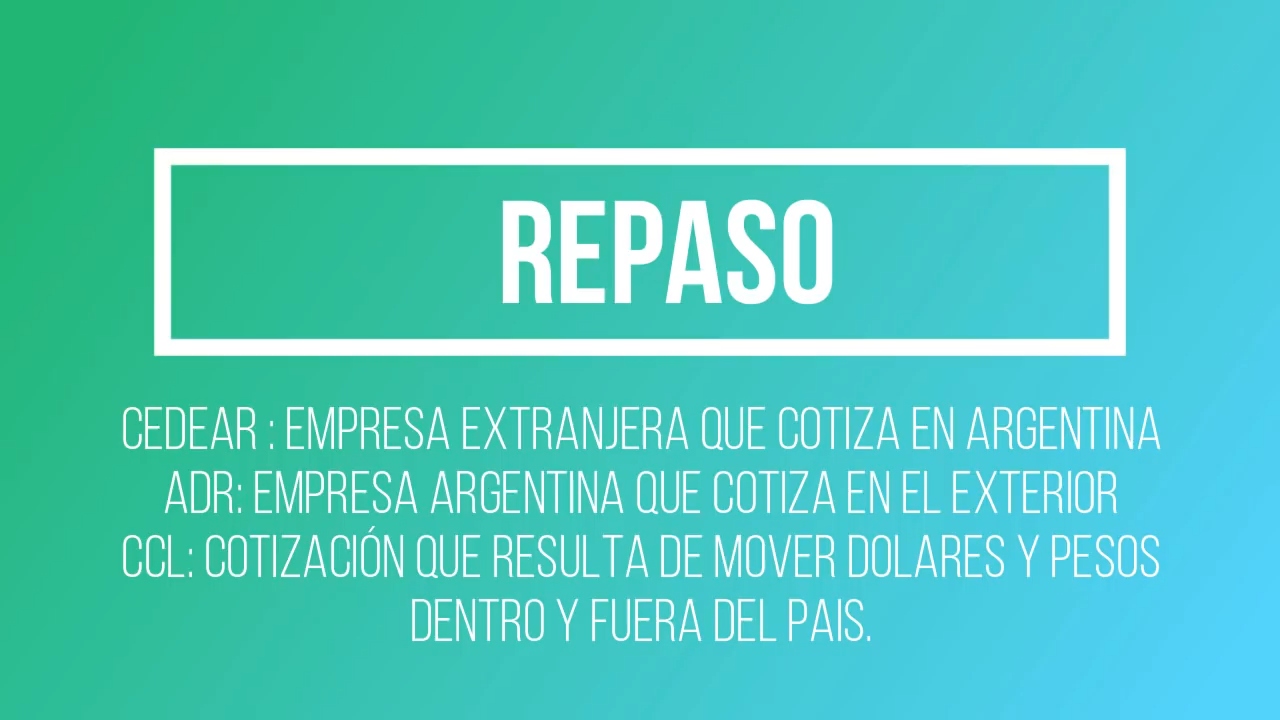 REPASO
CEDEAR : EMPRESA EXTRANJERA QUE COTIZA EN ARGENTINA
ADR: EMPRESA ARGENTINA QUE COTIZA EN EL EXTERIOR
CCL: COTIZACIÓN QUE RESULTA DE MOVER DOLARES Y PESOS
DENTRO Y FUERA DEL PAIS.